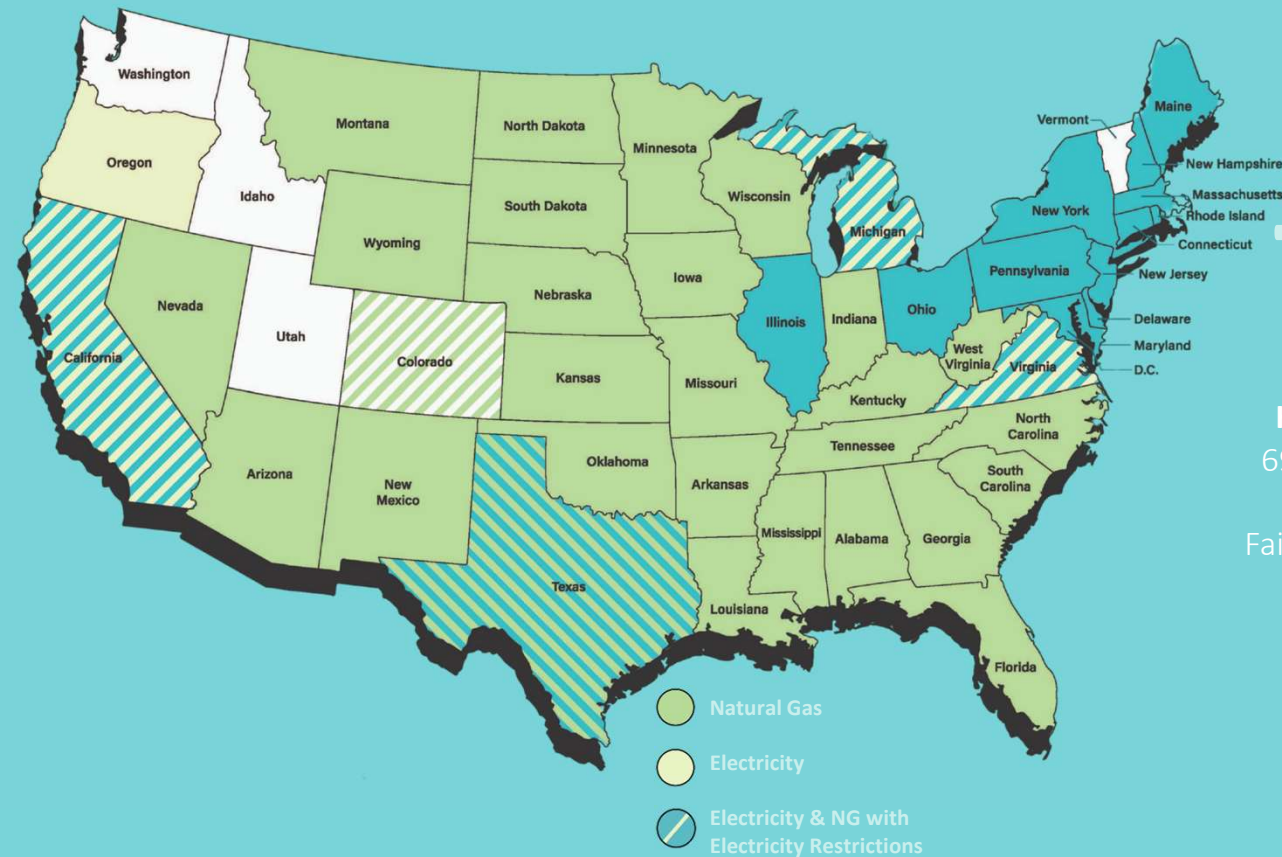 Washington
Montana
North Dakota
Minnesota
Maine
Vermont
New Hampshire
Oregon
Idaho
South Dakota
Wisconsin
Massachusetts
Rhode Island
New York
Michigan
Wyoming
Connecticut
Iowa
Pennsylvania
New Jersey
Nebraska
Nevada
Illinois
Ohio
Indiana
Delaware
Utah
California
Colorado
Maryland
West
Virginia
Virginia
D.C.
Kansas
Missouri
Kentucky
North
Carolina
Tennessee
Oklahoma
Arizona
New
Mexico
Arkansas
South
Carolina
Mississippi
Alabama
Georgia
Texas
Louisiana
Florida
Natural Gas
Electricity
Electricity & NG with
Electricity Restrictions